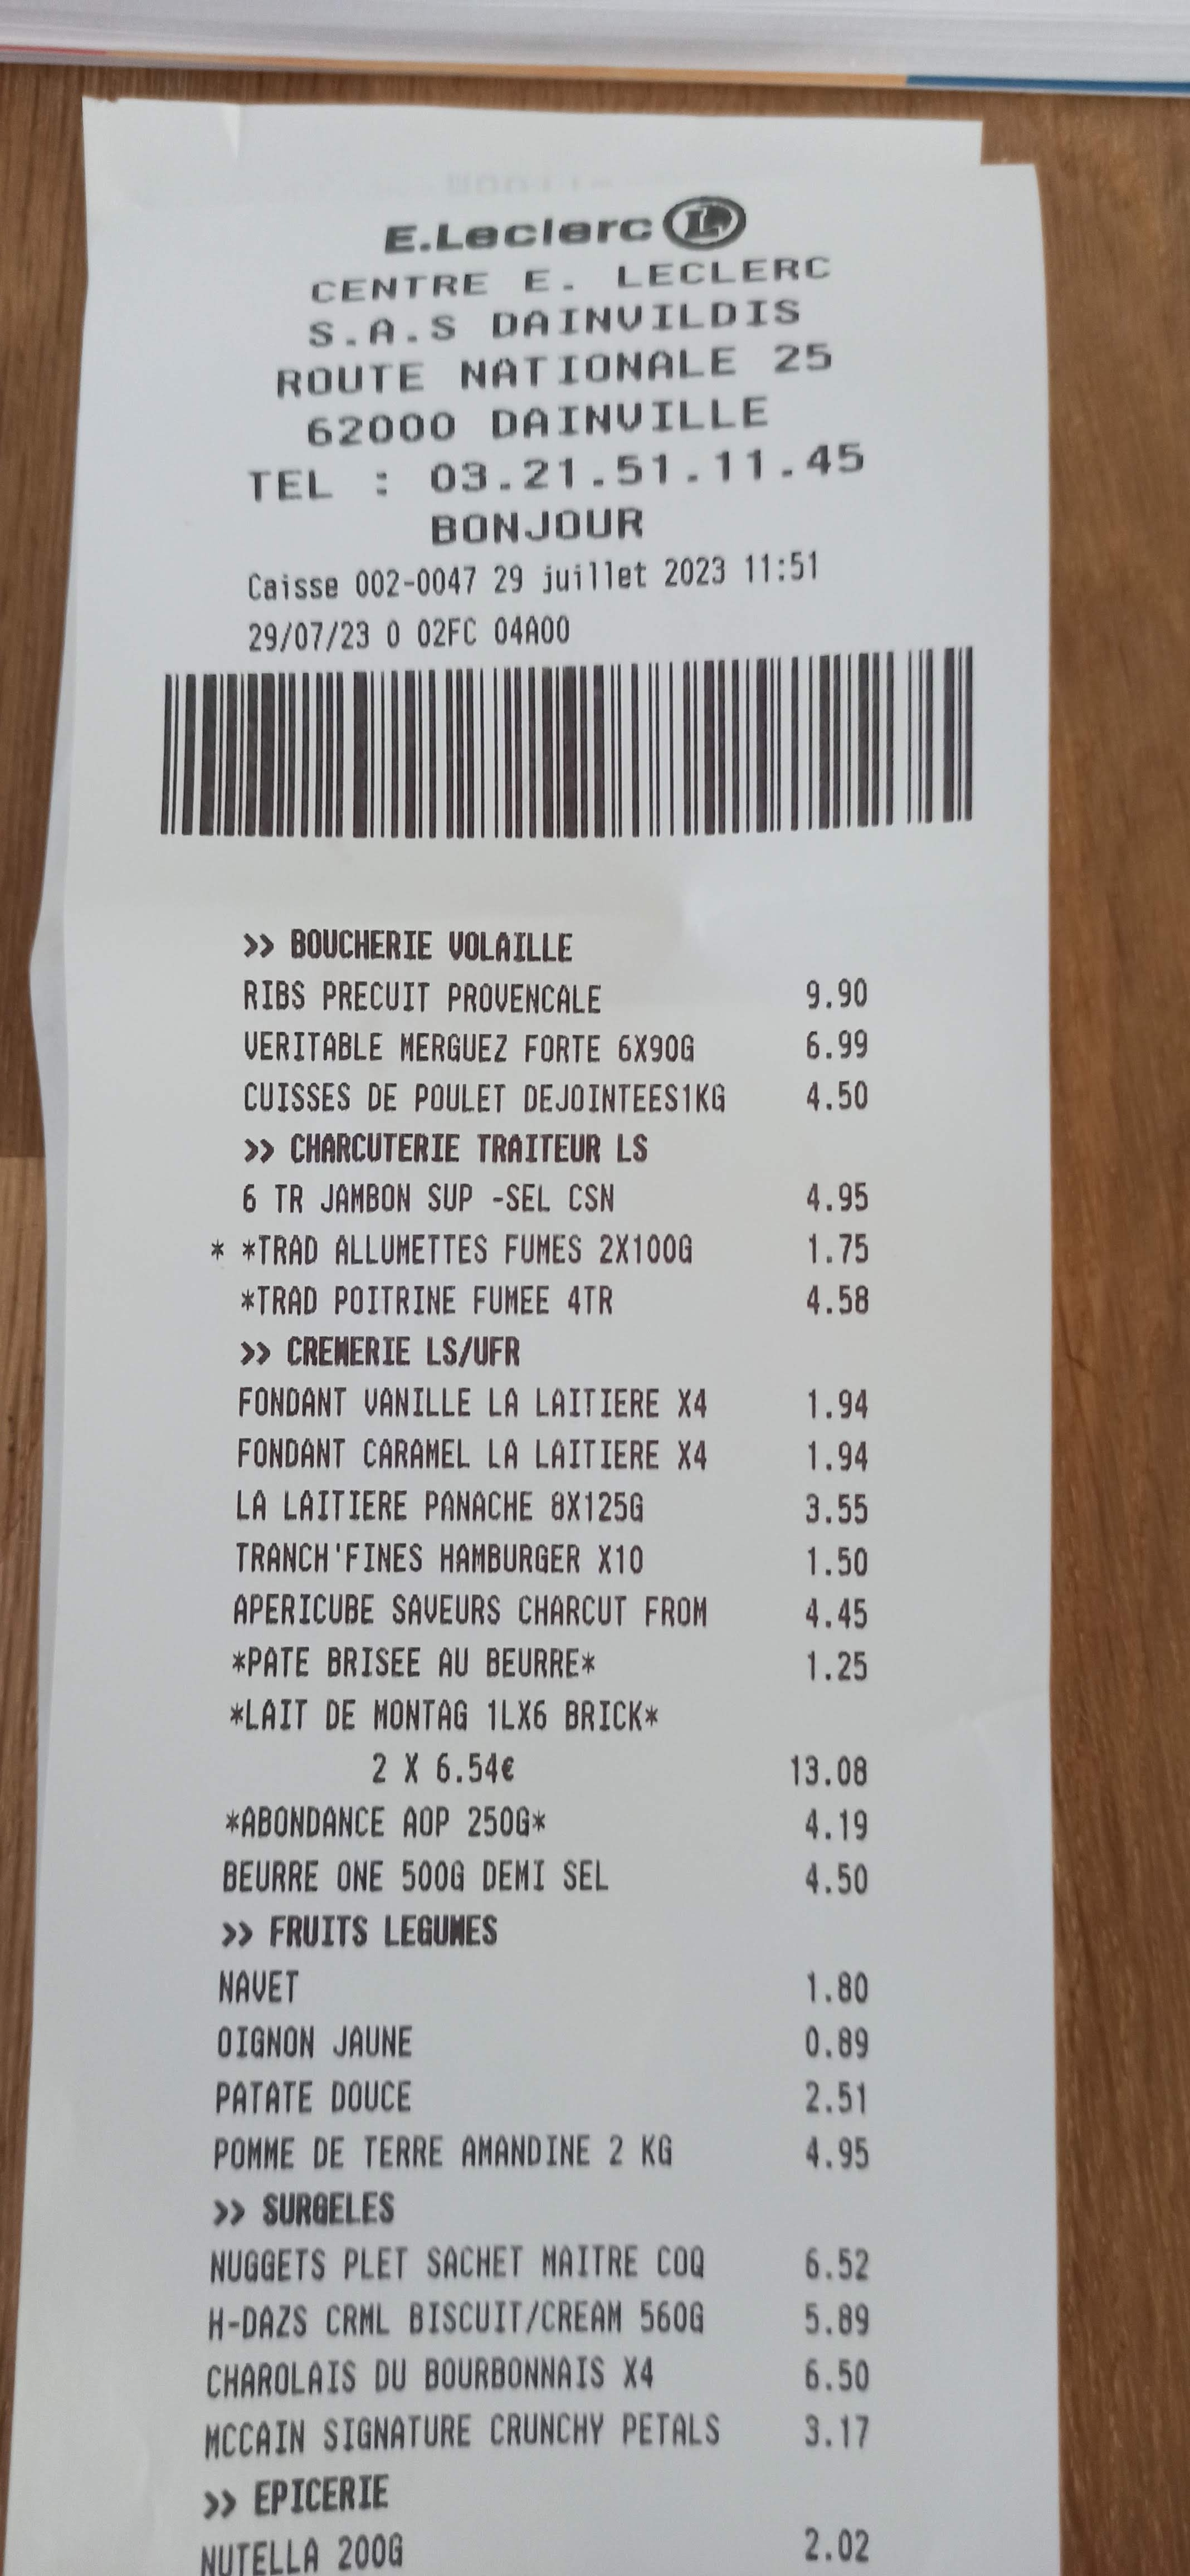 E.Leclerc L
CENTRE E. LECLERC
S.A.S DAINVILDIS
ROUTE NATIONALE 25
62000 DAINVILLE
TEL : 03.21.51.11.45
BONJOUR
Caisse 002-0047 29 juillet 2023 11:51
29/07/23 0 02FC 04A00
>> BOUCHERIE VOLAILLE
RIBS PRECUIT PROVENCALE 9.90
VERITABLE MERGUEZ FORTE 6X90G 6.99
CUISSES DE POULET DEJOINTEES1KG 4.50
>> CHARCUTERIE TRAITEUR LS
6 TR JAMBON SUP -SEL CSN 4.95
* *TRAD ALLUMETTES FUMES 2X100G 1.75
*TRAD POITRINE FUMEE 4TR 4.58
>> CREMERIE LS/UFR
FONDANT VANILLE LA LAITIERE X4 1.94
FONDANT CARAMEL LA LAITIERE X4 1.94
LA LAITIERE PANACHE 8X125G 3.55
TRANCH'FINES HAMBURGER X10 1.50
APERICUBE SAVEURS CHARCUT FROM 4.45
*PATE BRISEE AU BEURRE* 1.25
*LAIT DE MONTAG 1LX6 BRICK*
2 X 6.54€ 13.08
*ABONDANCE AOP 250G* 4.19
BEURRE ONE 500G DEMI SEL 4.50
>> FRUITS LEGUMES
NAVET 1.80
OIGNON JAUNE 0.89
PATATE DOUCE 2.51
POMME DE TERRE AMANDINE 2 KG 4.95
>> SURGELES
NUGGETS PLET SACHET MAITRE COQ 6.52
H-DAZS CRML BISCUIT/CREAM 560G 5.89
CHAROLAIS DU BOURBONNAIS X4 6.50
MCCAIN SIGNATURE CRUNCHY PETALS 3.17
>> EPICERIE
NUTELLA 200G 2.02